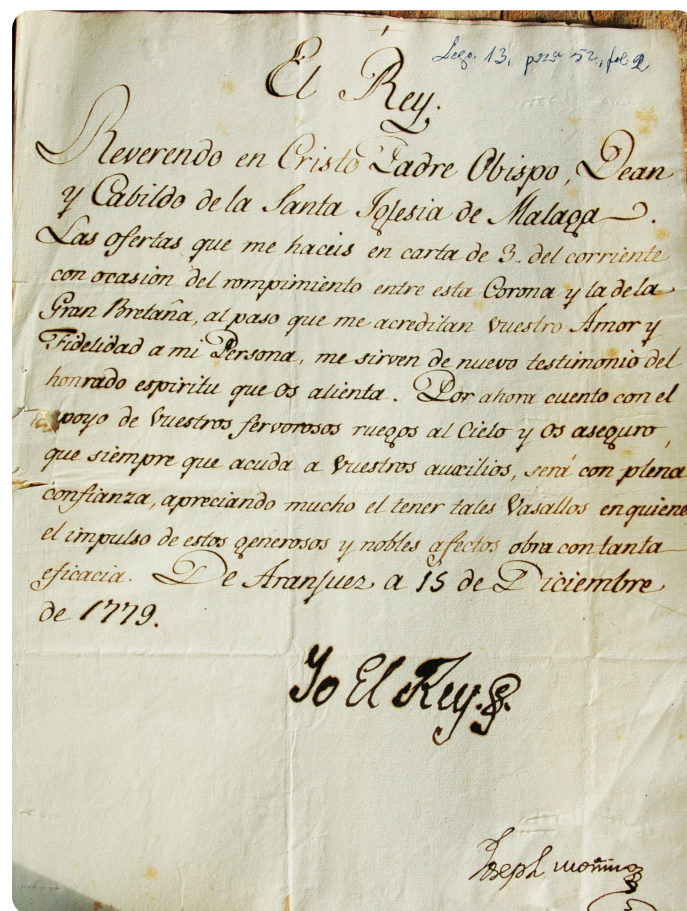 Lego. 13, pza 52, fol. 2
El Rey.
Reverendo en Cristo Padre Obispo, Dean
y Cabildo de la Santa Iglesia de Malaga.
Las ofertas que me haceis en carta de 3. del corriente
con ocasion del rompimiento entre esta Corona y la de la
Gran Bretaña, al paso que me acreditan Vuestro Amor y
Fidelidad a mi Persona, me sirven de nuevo testimonio del
honrado espiritu que Os alienta. Por ahora cuento con el
apoyo de Vuestros fervorosos ruegos al Cielo y Os aseguro,
que siempre que acuda a Vuestros auxilios, será con plena
confianza, apreciando mucho el tener tales Vasallos en quiene
el impulso de estos generosos y nobles afectos obra con tanta
eficacia. De Aranjuez a 15 de Diciembre
de 1779.
Yo El Rey.
Joseph Moñino